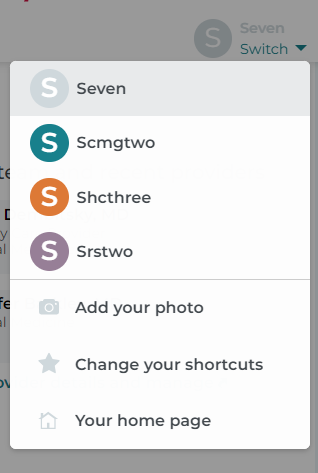 S Seven
Switch
S Seven
S Scmgtwo
S Shcthree
S Srstwo
Add your photo
Change your shortcuts
Your home page